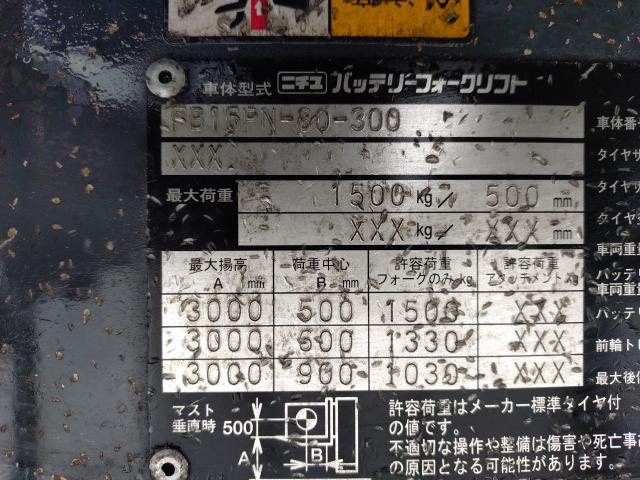 車体型式 ニチユ バッテリーフォークリフト
FB15PN-80-300
XXX
最大荷重 1500 kg/ 500 mm
XXX kg/ XXX mm
最大揚高 A mm 荷重中心 B mm 許容荷重 フォークのみ kg 許容荷重 アタッチメント
3000 500 1500 XXX
3000 600 1330 XXX
3000 900 1030 XXX
車体番
タイヤサ
タイヤ
タイヤ
車両重
バッテ
車両重
バッテ
前輪ト
最大後
マスト
垂直時 500
A
B
許容荷重はメーカー標準タイヤ付
の値です。
不適切な操作や整備は傷害や死亡事
の原因となる可能性があります。